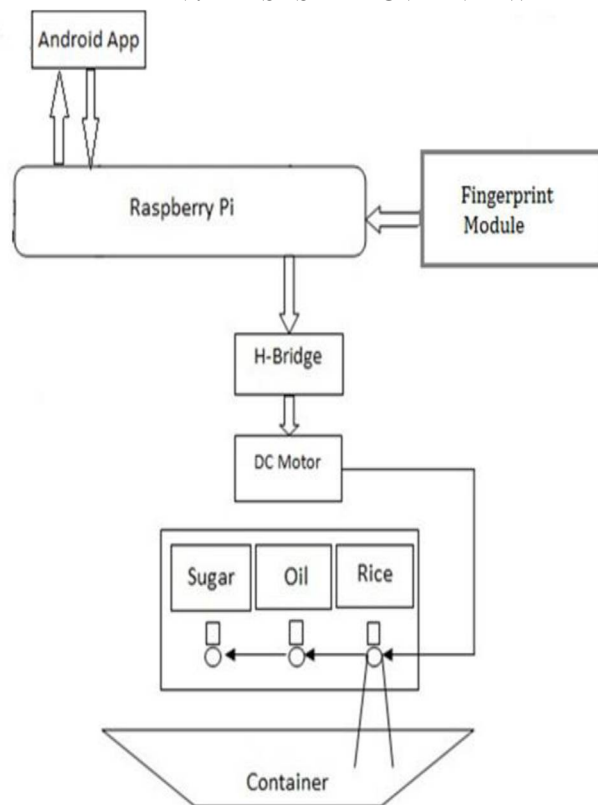 Android App
Raspberry Pi
Fingerprint
Module
H-Bridge
DC Motor
Sugar
Oil
Rice
Container